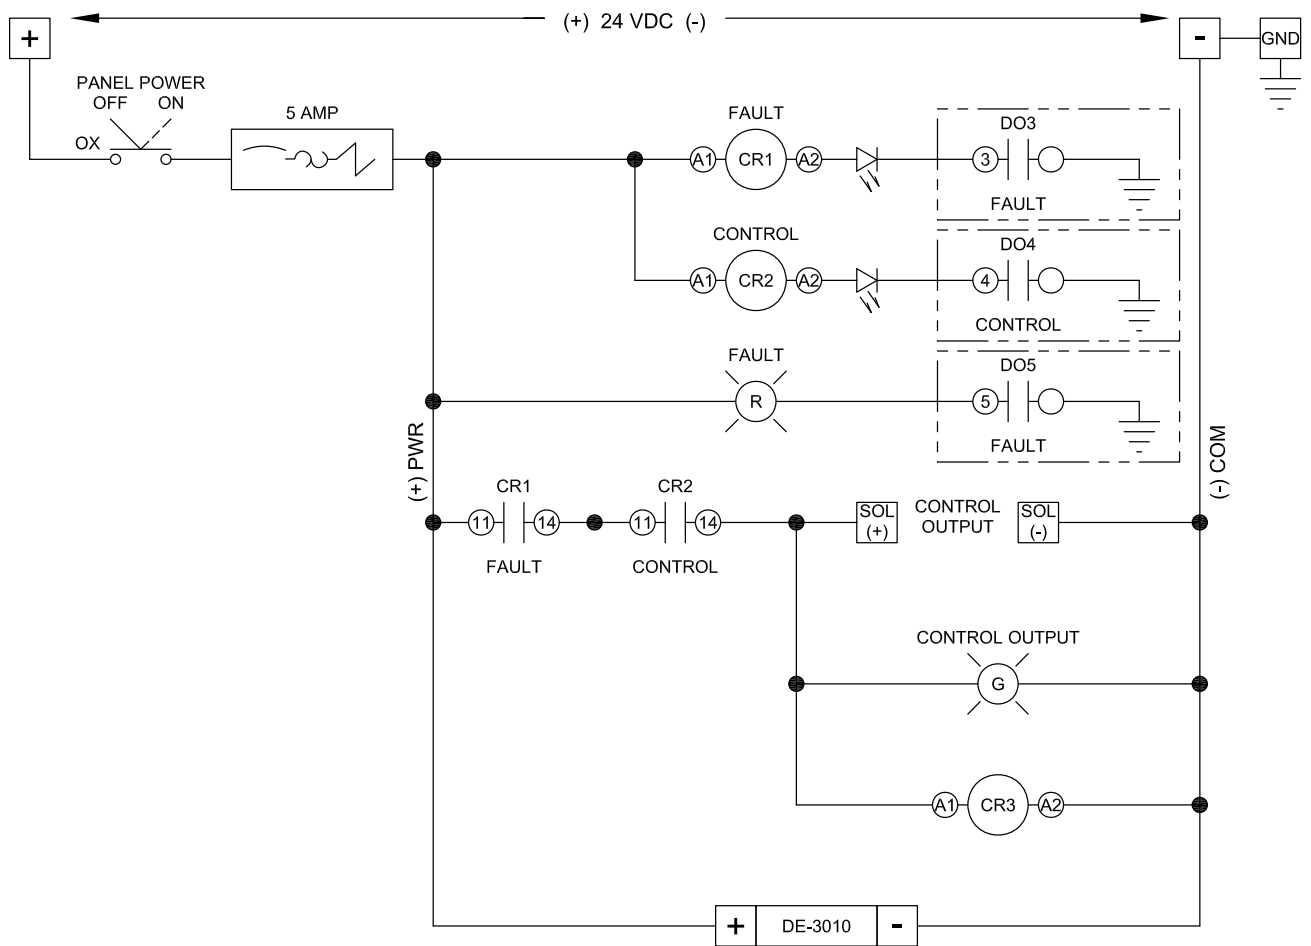 (+) 24 VDC (-)
+
-
GND
PANEL POWER
OFF ON
OX
5 AMP
FAULT
A1 CR1 A2
DO3
3
FAULT
CONTROL
A1 CR2 A2
DO4
4
CONTROL
FAULT
R
DO5
5
FAULT
(+) PWR
(-) COM
CR1
11 14
FAULT
CR2
11 14
CONTROL
SOL
(+)
CONTROL
OUTPUT
SOL
(-)
CONTROL OUTPUT
G
A1 CR3 A2
+ DE-3010 -